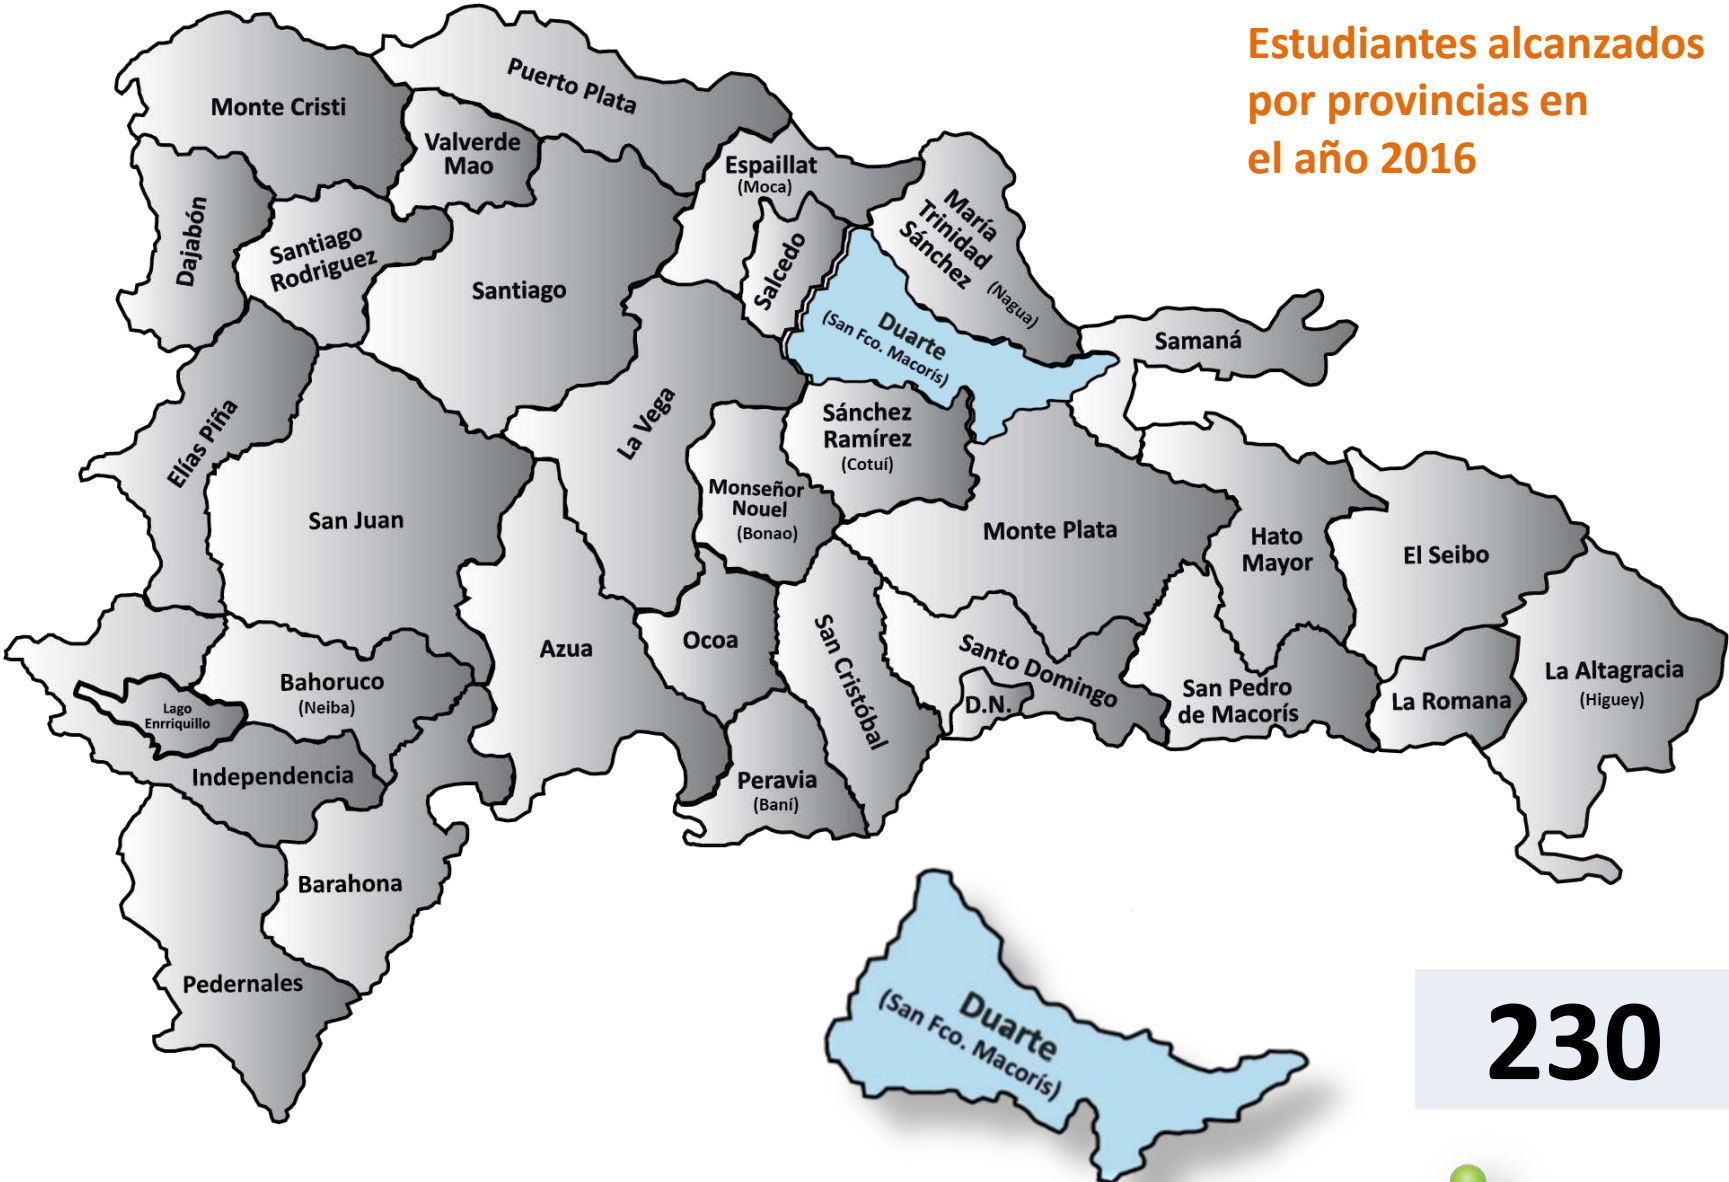 Estudiantes alcanzados
por provincias en
el año 2016
Puerto Plata
Monte Cristi
Valverde
Mao
Espaillat
(Moca)
María
Trinidad
Sánchez
(Nagua)
Dajabón
Santiago
Rodriguez
Santiago
Salcedo
Duarte
(San Fco. Macorís)
Samaná
Elías Piña
La Vega
Sánchez
Ramírez
(Cotuí)
San Juan
Monseñor
Nouel
(Bonao)
Monte Plata
Hato
Mayor
El Seibo
Azua
Ocoa
San Cristóbal
Santo Domingo
D.N.
San Pedro
de Macorís
La Romana
La Altagracia
(Higuey)
Bahoruco
(Neiba)
Lago
Enrriquillo
Independencia
Peravia
(Baní)
Barahona
Pedernales
Duarte
(San Fco. Macorís)
230